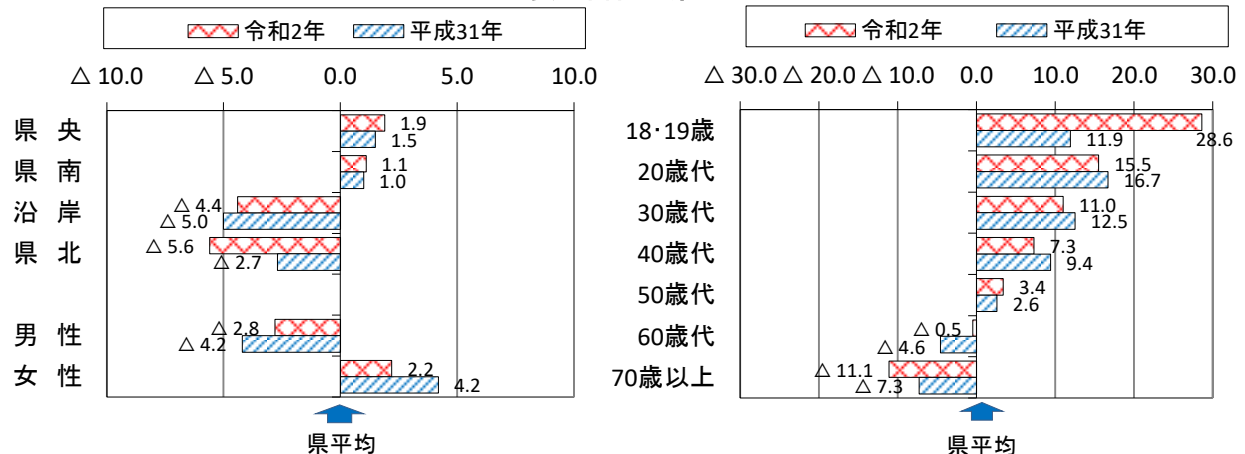 令和2年 平成31年
△ 10.0 △ 5.0 0.0 5.0 10.0
県 央 1.9
1.5
県 南 1.1
1.0
沿 岸 △ 4.4
△ 5.0
県 北 △ 5.6
△ 2.7
男 性 △ 2.8
△ 4.2
女 性 2.2
4.2
県平均
令和2年 平成31年
△ 30.0 △ 20.0 △ 10.0 0.0 10.0 20.0 30.0
18･19歳 28.6
11.9
20歳代 15.5
16.7
30歳代 11.0
12.5
40歳代 7.3
9.4
50歳代 3.4
2.6
60歳代 △ 0.5
△ 4.6
70歳以上 △ 11.1
△ 7.3
県平均